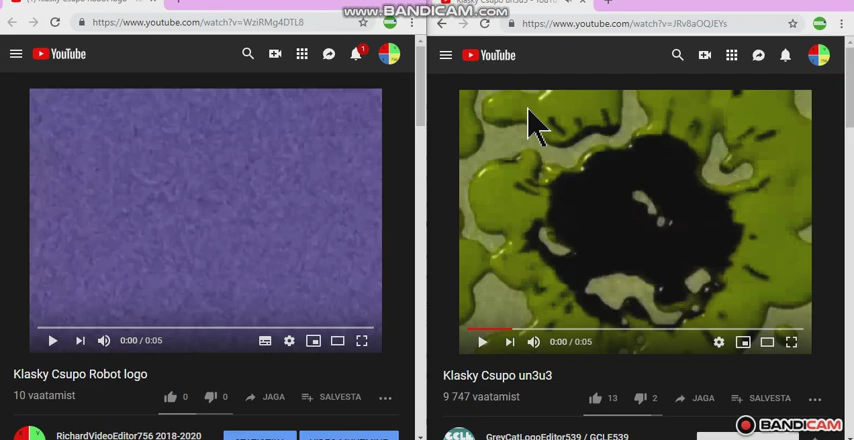 www.BANDICAM.com
https://www.youtube.com/watch?v=WziRMg4DTL8
https://www.youtube.com/watch?v=JRv8aOQJEYs
YouTube
1
YouTube
0:00 / 0:05
0:00 / 0:05
Klasky Csupo Robot logo
10 vaatamist
0
0
JAGA
SALVESTA
Klasky Csupo un3u3
9 747 vaatamist
13
2
JAGA
SALVESTA
RichardVideoEditor756 2018-2020
GreyCatLogoEditor539 / GCLE539
BANDICAM